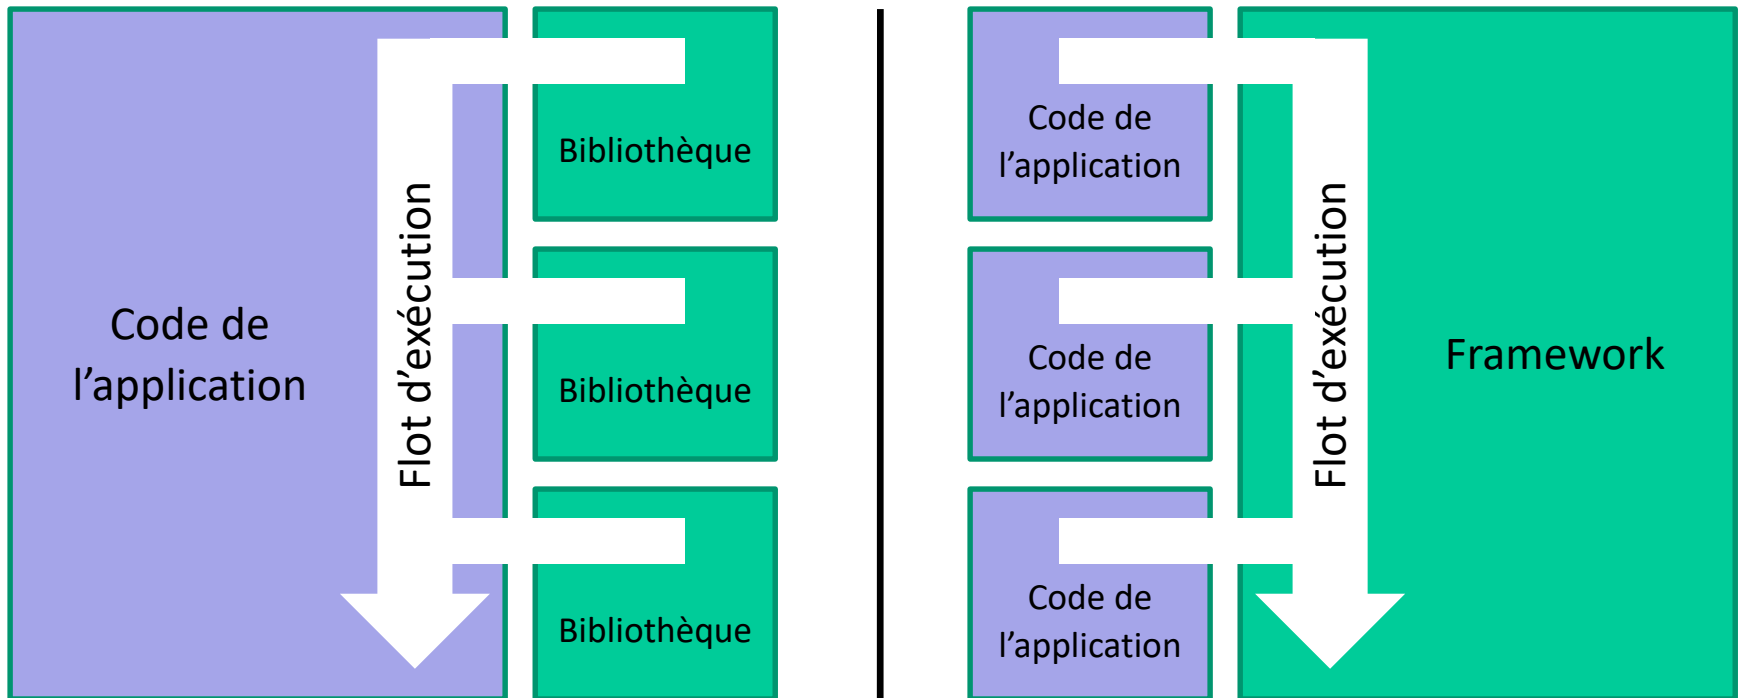 Code de
l’application
Flot d’exécution
Bibliothèque
Bibliothèque
Bibliothèque
Code de
l’application
Code de
l’application
Code de
l’application
Flot d’exécution
Framework